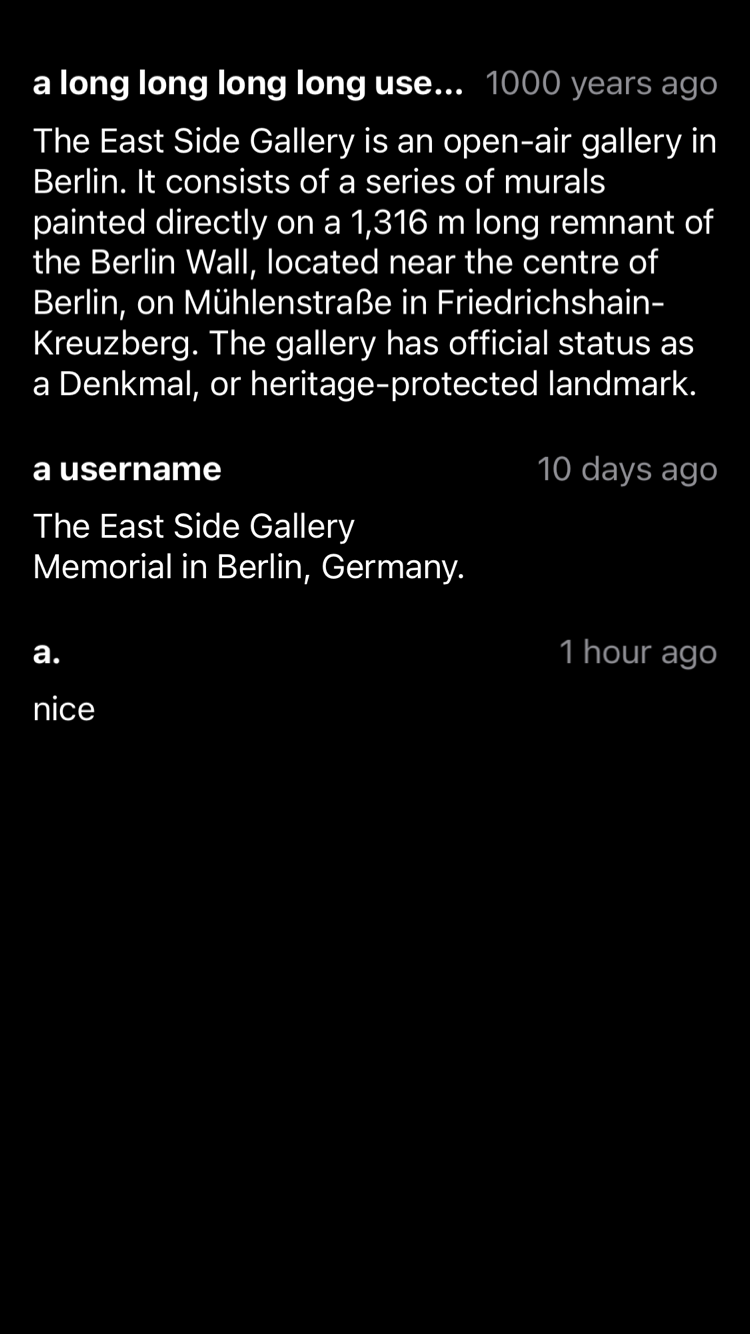 a long long long long use... 1000 years ago
The East Side Gallery is an open-air gallery in
Berlin. It consists of a series of murals
painted directly on a 1,316 m long remnant of
the Berlin Wall, located near the centre of
Berlin, on Mühlenstraße in Friedrichshain-
Kreuzberg. The gallery has official status as
a Denkmal, or heritage-protected landmark.
a username 10 days ago
The East Side Gallery
Memorial in Berlin, Germany.
a. 1 hour ago
nice